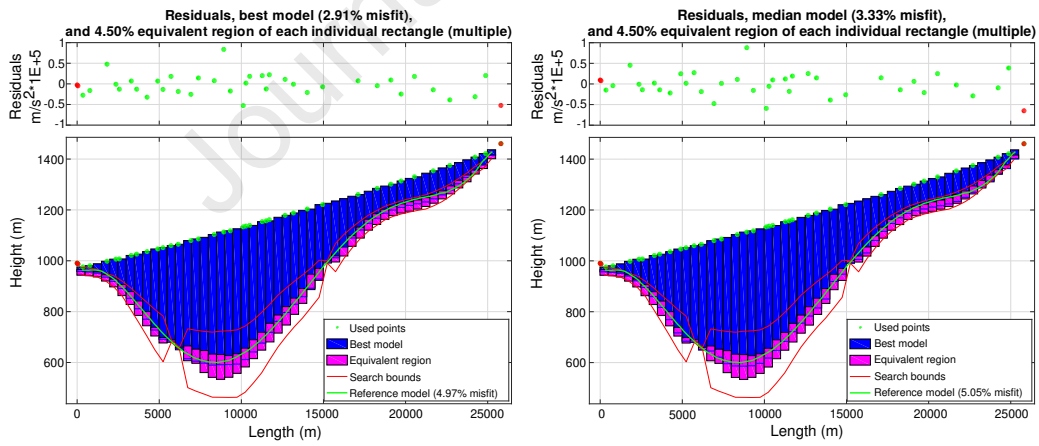 Residuals, best model (2.91% misfit),
and 4.50% equivalent region of each individual rectangle (multiple)
Residuals
m/s²*1E+5
1
0.5
0
-0.5
-1
Height (m)
1400
1200
1000
800
600
Used points
Best model
Equivalent region
Search bounds
Reference model (4.97% misfit)
0 5000 10000 15000 20000 25000
Length (m)
Residuals, median model (3.33% misfit),
and 4.50% equivalent region of each individual rectangle (multiple)
Residuals
m/s²*1E+5
1
0.5
0
-0.5
-1
Height (m)
1400
1200
1000
800
600
Used points
Best model
Equivalent region
Search bounds
Reference model (5.05% misfit)
0 5000 10000 15000 20000 25000
Length (m)
Journ